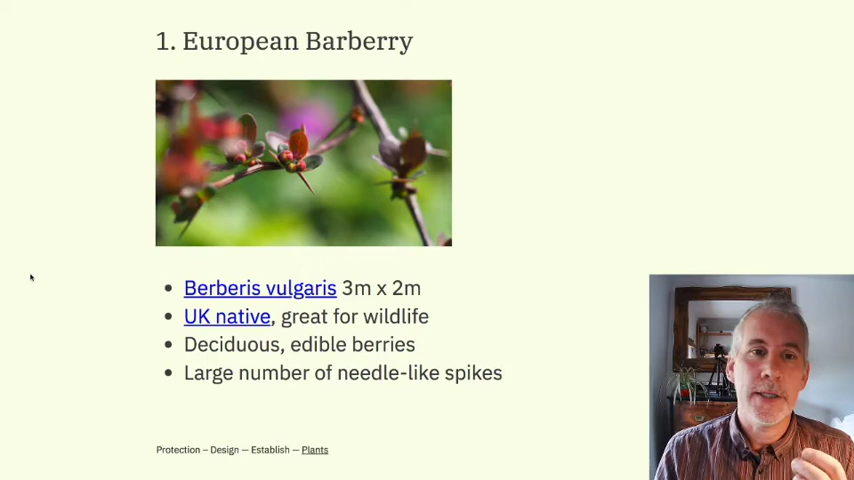 1. European Barberry
Berberis vulgaris 3m x 2m
UK native, great for wildlife
Deciduous, edible berries
Large number of needle-like spikes
Protection – Design — Establish — Plants